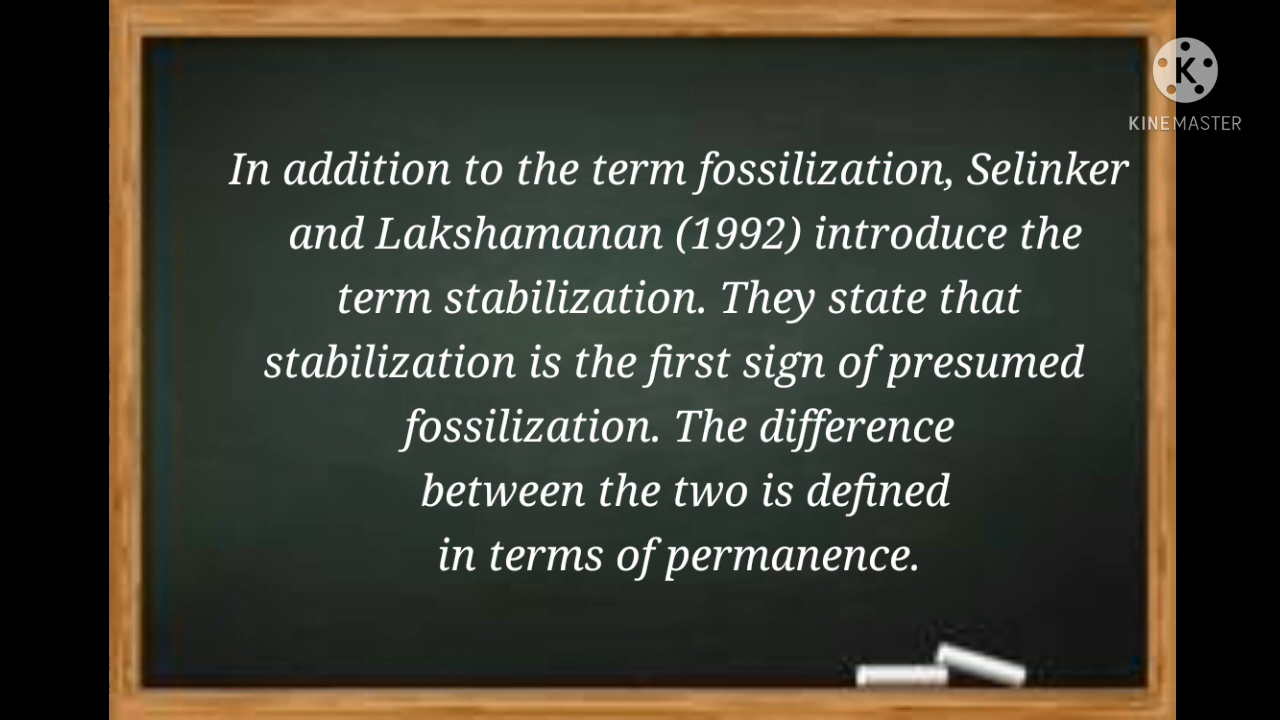 In addition to the term fossilization, Selinker
and Lakshamanan (1992) introduce the
term stabilization. They state that
stabilization is the first sign of presumed
fossilization. The difference
between the two is defined
in terms of permanence.
K
KINEMASTER